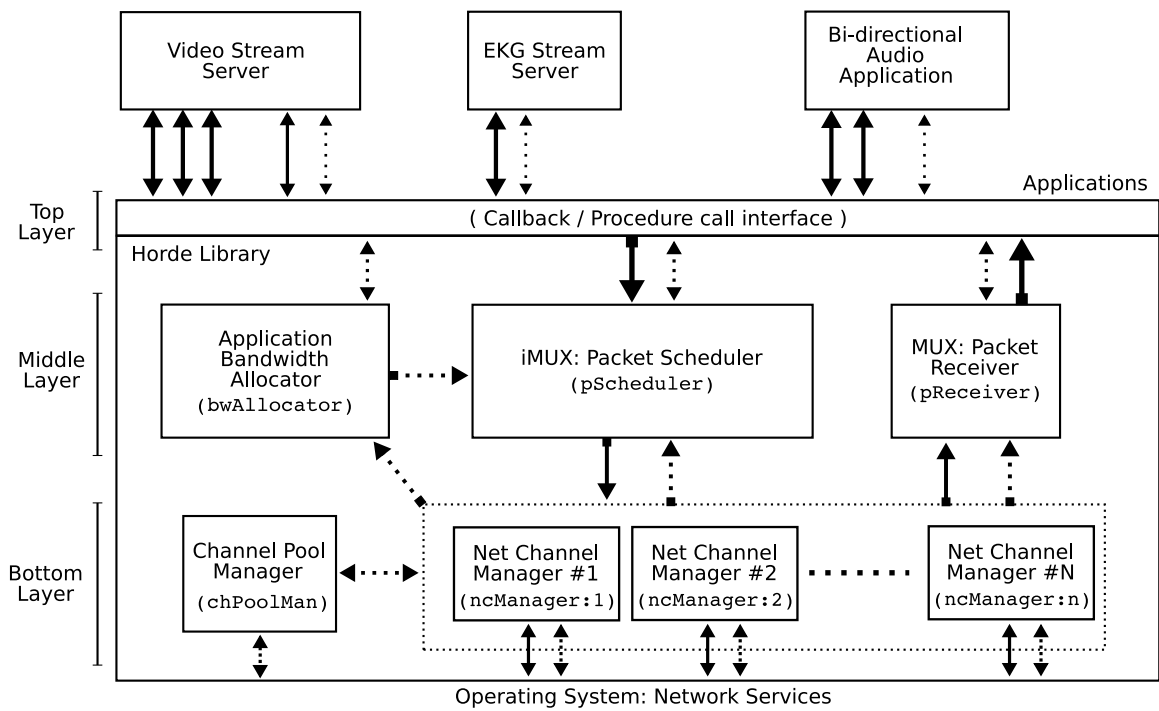 Video Stream
Server
EKG Stream
Server
Bi-directional
Audio
Application
Applications
Top
Layer
( Callback / Procedure call interface )
Horde Library
Middle
Layer
Application
Bandwidth
Allocator
(bwAllocator)
iMUX: Packet Scheduler
(pScheduler)
MUX: Packet
Receiver
(pReceiver)
Bottom
Layer
Channel Pool
Manager
(chPoolMan)
Net Channel
Manager #1
(ncManager:1)
Net Channel
Manager #2
(ncManager:2)
Net Channel
Manager #N
(ncManager:n)
Operating System: Network Services